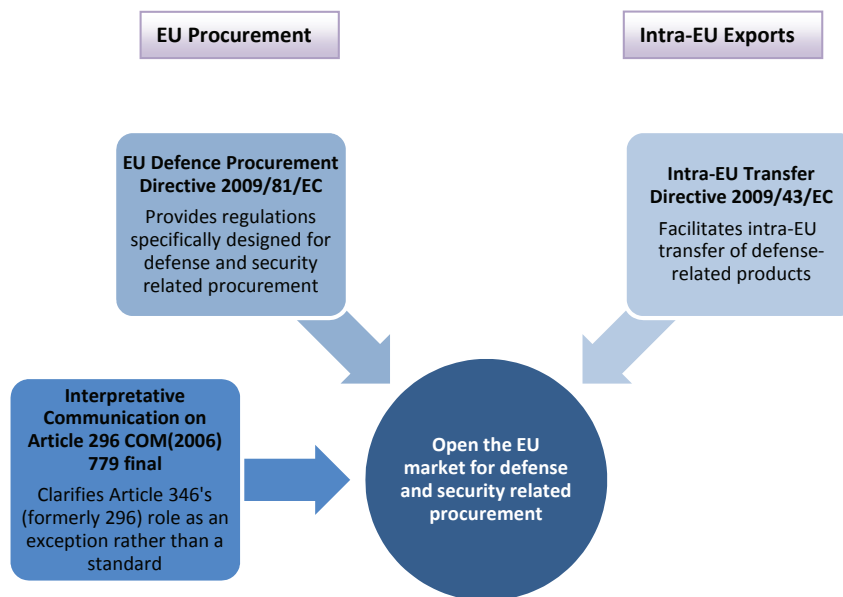 EU Procurement
Intra-EU Exports
EU Defence Procurement
Directive 2009/81/EC
Provides regulations
specifically designed for
defense and security
related procurement
Intra-EU Transfer
Directive 2009/43/EC
Facilitates intra-EU
transfer of defense-
related products
Interpretative
Communication on
Article 296 COM(2006)
779 final
Clarifies Article 346's
(formerly 296) role as an
exception rather than a
standard
Open the EU
market for defense
and security related
procurement